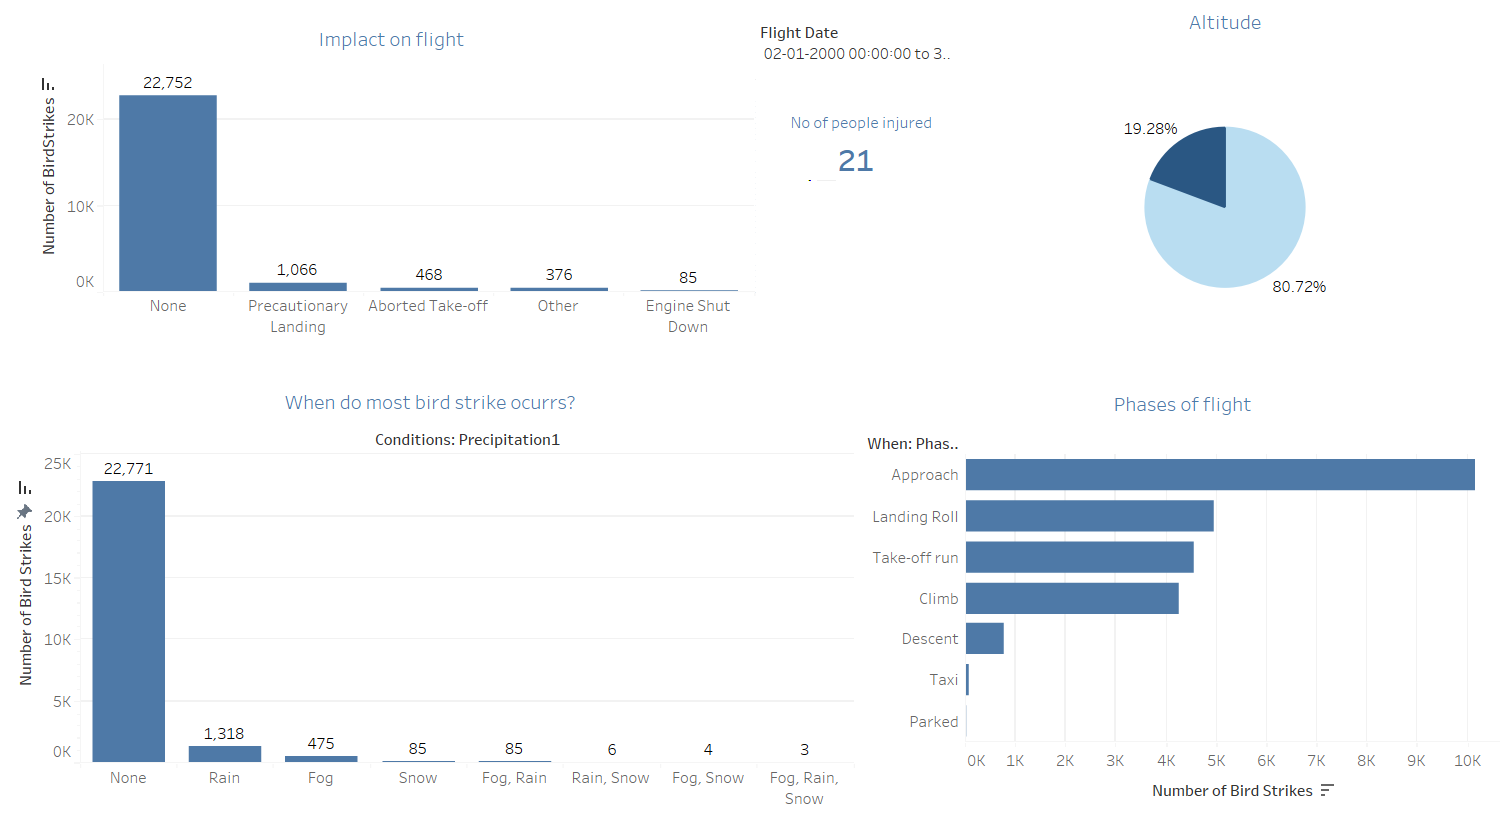 Implact on flight
Number of BirdStrikes
20K
10K
0K
22,752
1,066
468
376
85
None
Precautionary
Landing
Aborted Take-off
Other
Engine Shut
Down
Flight Date
02-01-2000 00:00:00 to 3..
No of people injured
21
Altitude
19.28%
80.72%
When do most bird strike ocurrs?
Conditions: Precipitation1
Number of Bird Strikes
25K
20K
15K
10K
5K
0K
22,771
1,318
475
85
85
6
4
3
None
Rain
Fog
Snow
Fog, Rain
Rain, Snow
Fog, Snow
Fog, Rain,
Snow
Phases of flight
When: Phas..
Approach
Landing Roll
Take-off run
Climb
Descent
Taxi
Parked
0K 1K 2K 3K 4K 5K 6K 7K 8K 9K 10K
Number of Bird Strikes